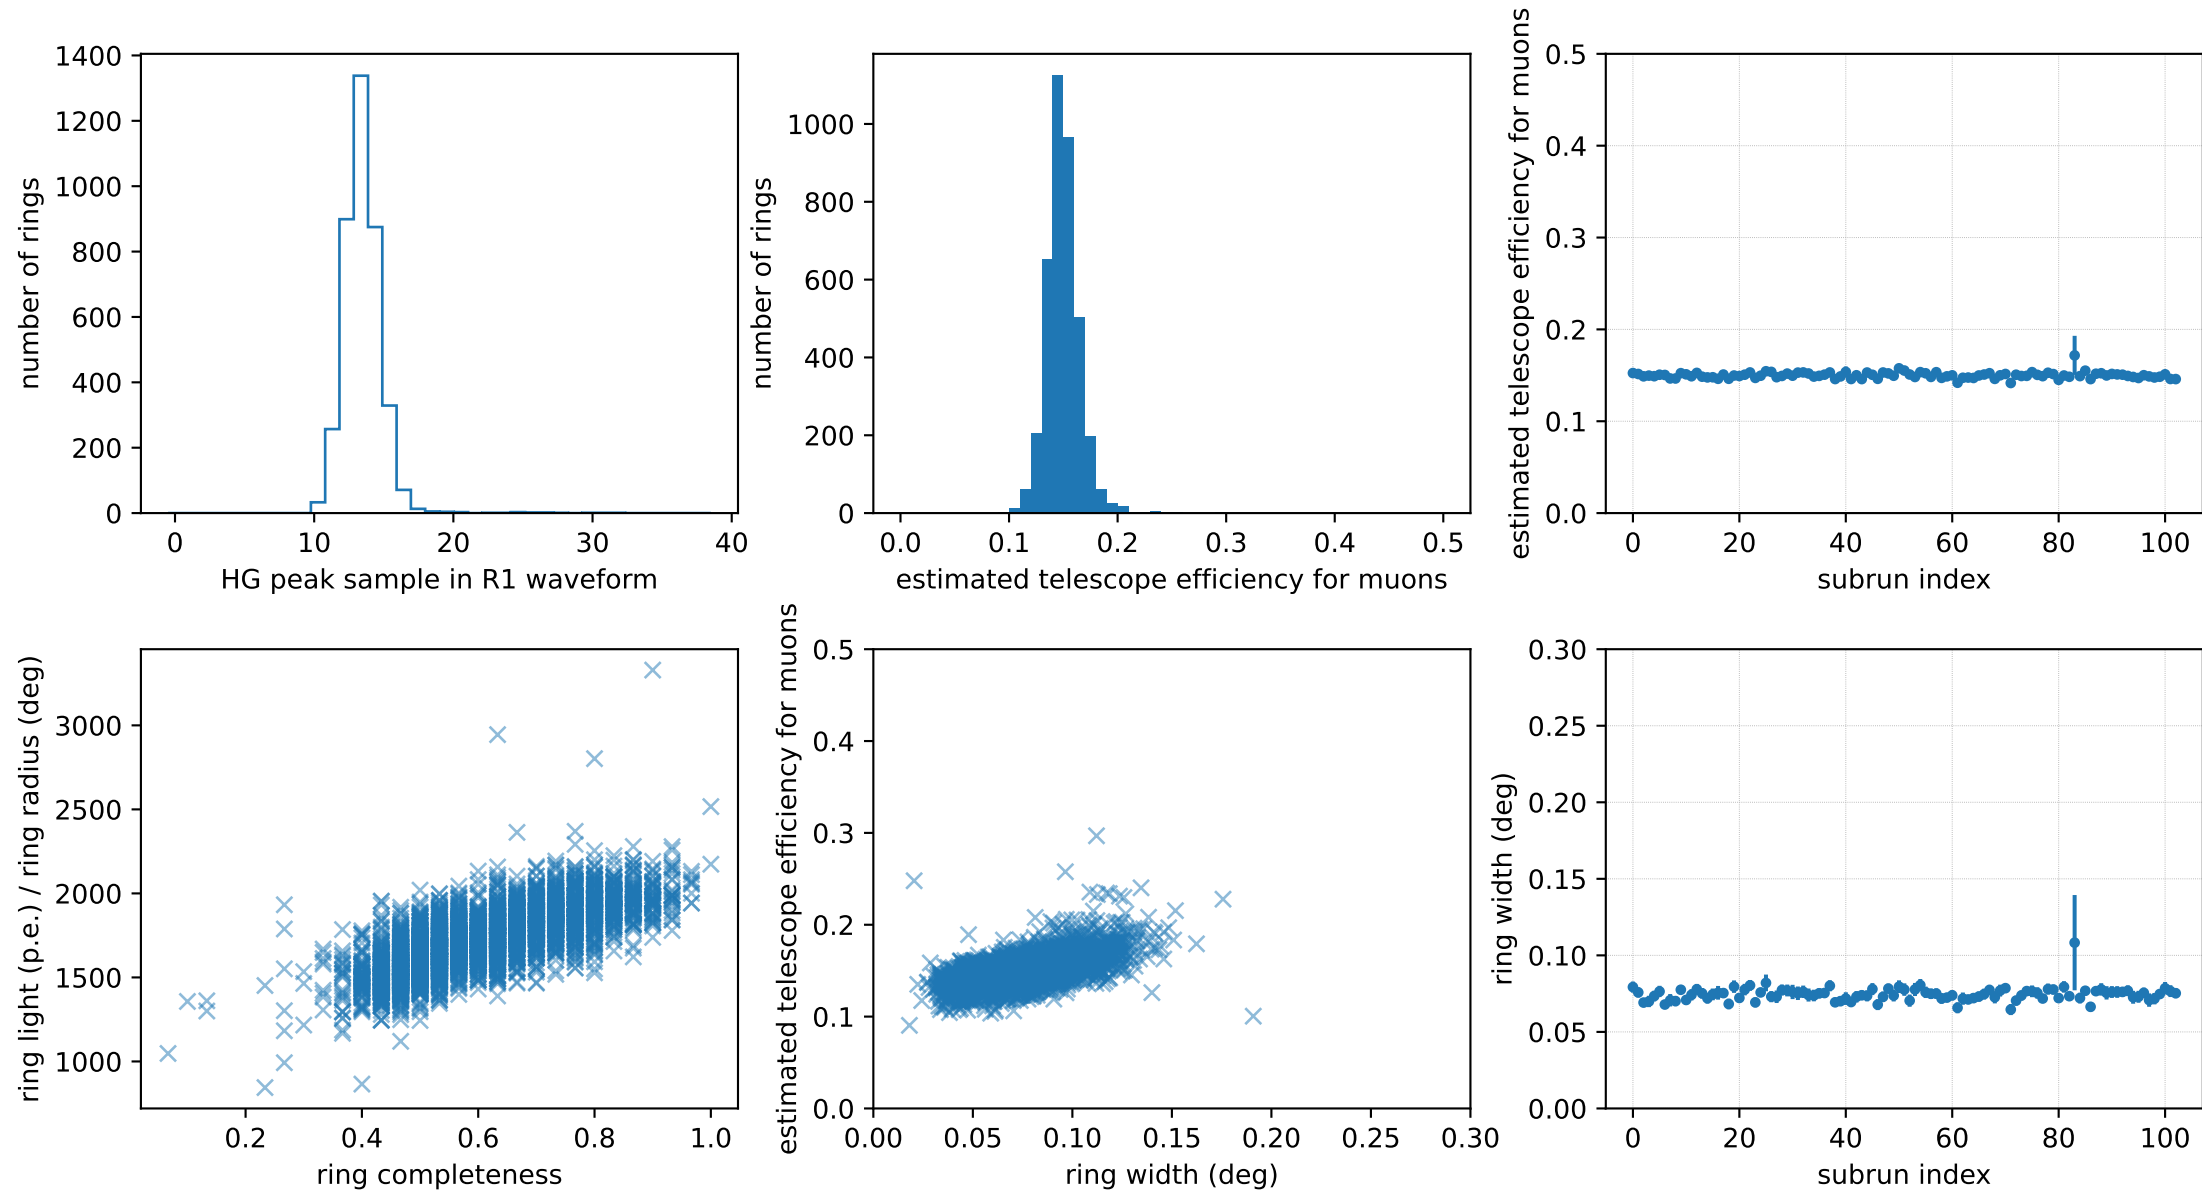 1400
1200
1000
800
600
400
200
0
number of rings
0 10 20 30 40
HG peak sample in R1 waveform
1000
800
600
400
200
0
number of rings
0.0 0.1 0.2 0.3 0.4 0.5
estimated telescope efficiency for muons
0.5
0.4
0.3
0.2
0.1
0.0
estimated telescope efficiency for muons
0 20 40 60 80 100
subrun index
3000
2500
2000
1500
1000
ring light (p.e.) / ring radius (deg)
0.2 0.4 0.6 0.8 1.0
ring completeness
0.5
0.4
0.3
0.2
0.1
0.0
estimated telescope efficiency for muons
0.00 0.05 0.10 0.15 0.20 0.25 0.30
ring width (deg)
0.30
0.25
0.20
0.15
0.10
0.05
0.00
ring width (deg)
0 20 40 60 80 100
subrun index